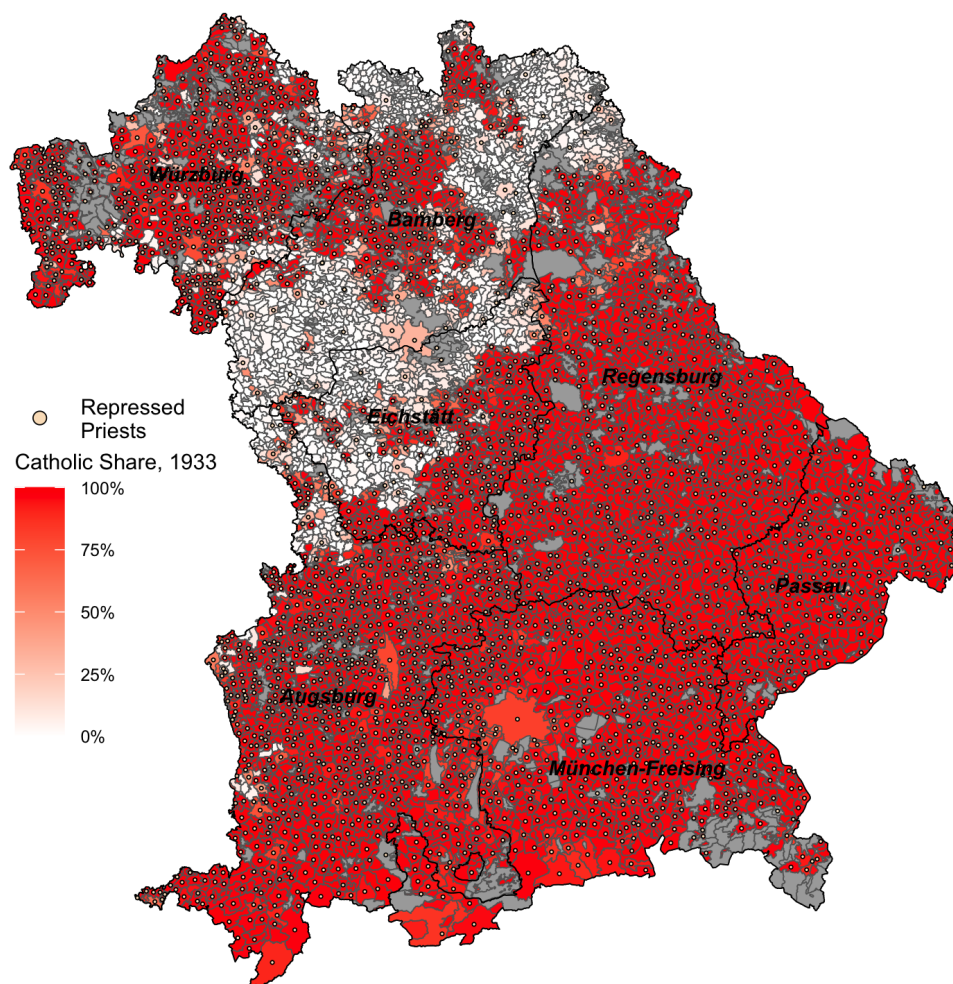 Würzburg
Bamberg
Regensburg
Eichstätt
Repressed
Priests
Catholic Share, 1933
100%
75%
50%
25%
0%
Passau
Augsburg
München-Freising